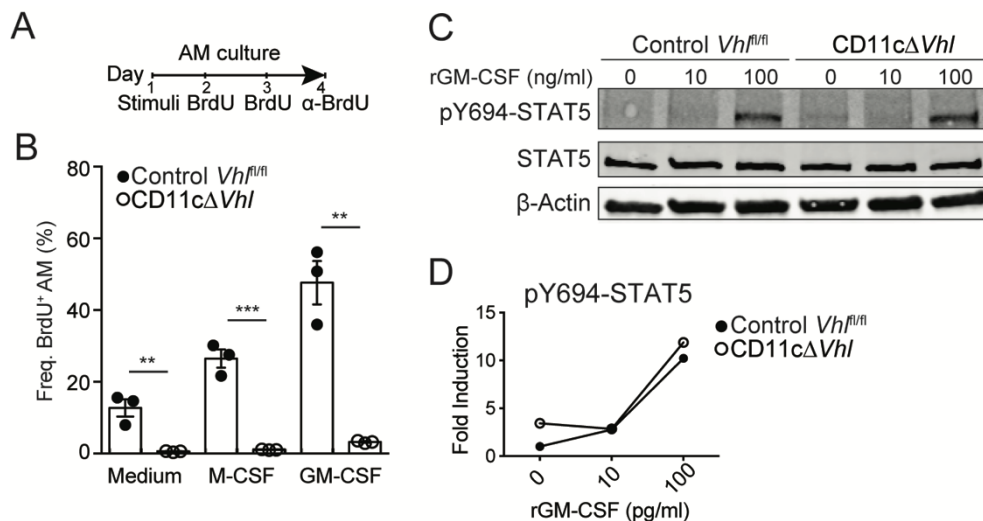 A
AM culture
Day
1 2 3 4
Stimuli BrdU BrdU α-BrdU
B
●Control Vhlfl/fl
○CD11cΔVhl
Freq. BrdU+ AM (%)
80
60
40
20
0
** *** **
Medium M-CSF GM-CSF
C
Control Vhlfl/fl CD11cΔVhl
rGM-CSF (ng/ml) 0 10 100 0 10 100
pY694-STAT5
STAT5
β-Actin
D
pY694-STAT5
Control Vhlfl/fl
CD11cΔVhl
Fold Induction
15
10
5
0
0 10 100
rGM-CSF (pg/ml)